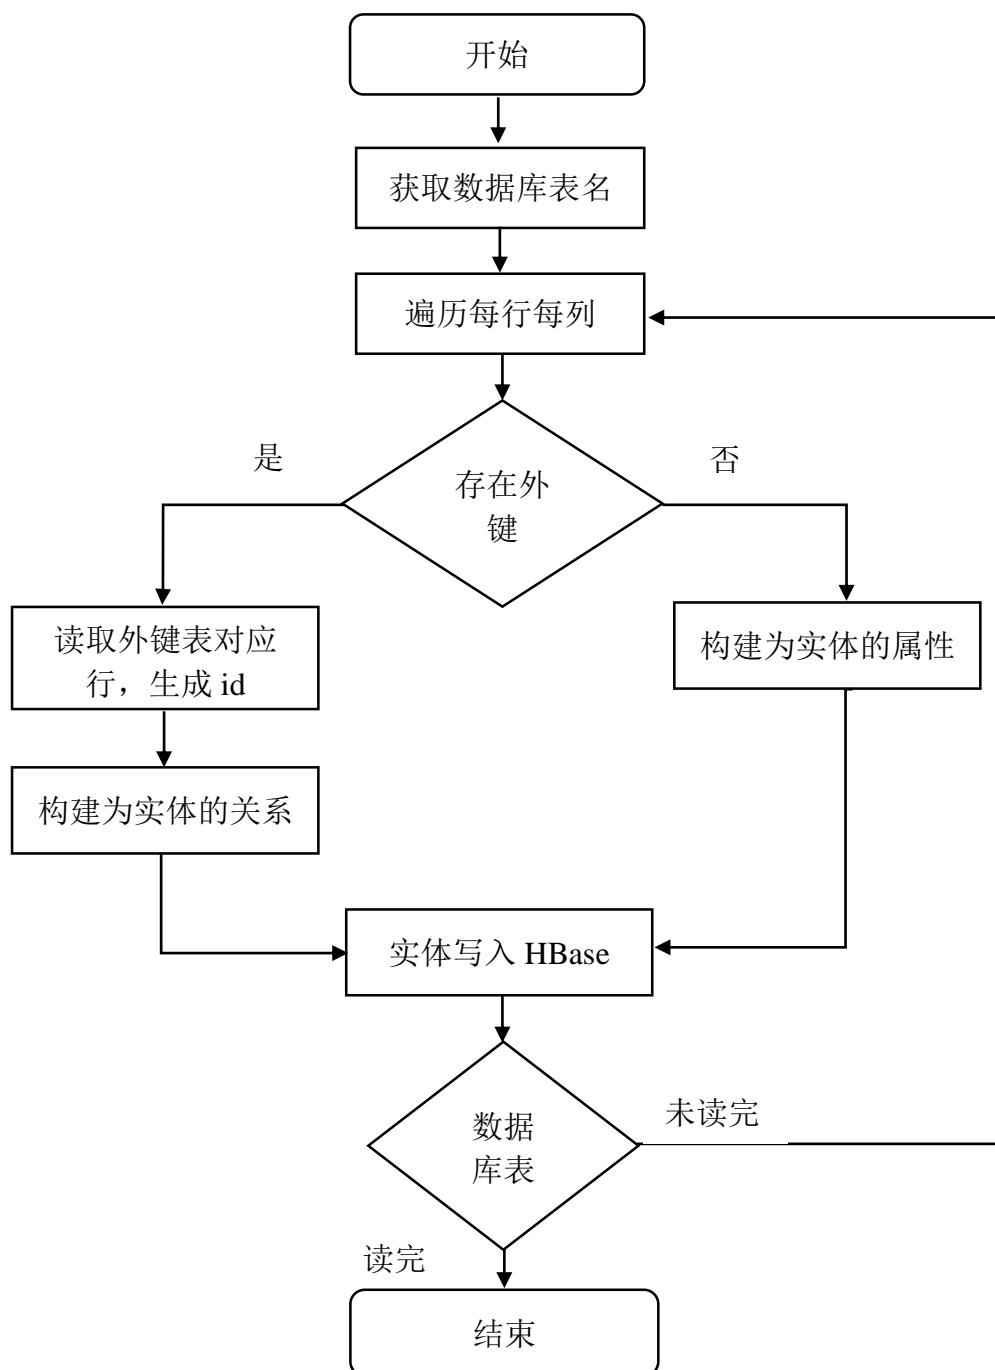 开始
获取数据库表名
遍历每行每列
是
否
存在外
键
读取外键表对应
行，生成 id
构建为实体的属性
构建为实体的关系
实体写入 HBase
未读完
数据
库表
读完
结束